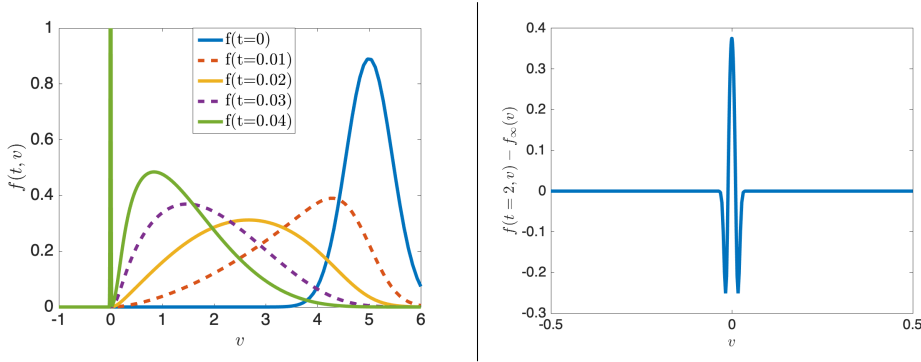 1
0.8
0.6
0.4
0.2
0
f(t, v)
-1
0
1
2
3
4
5
6
v
f(t=0)
f(t=0.01)
f(t=0.02)
f(t=0.03)
f(t=0.04)
0.4
0.3
0.2
0.1
0
-0.1
-0.2
-0.3
f(t = 2, v) − f∞(v)
-0.5
0
0.5
v